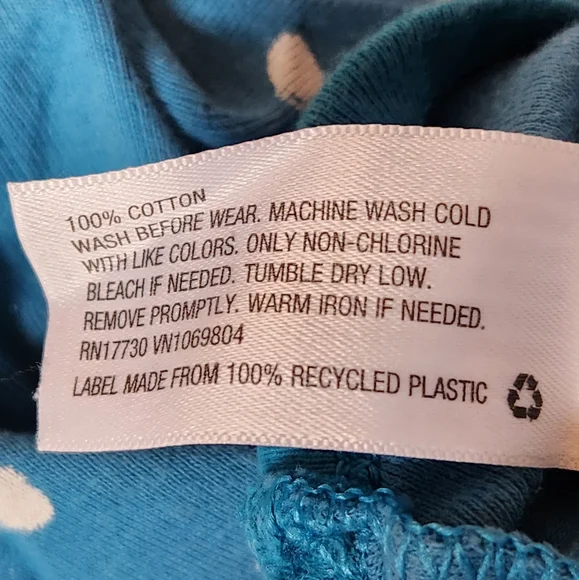 100% COTTON
WASH BEFORE WEAR. MACHINE WASH COLD
WITH LIKE COLORS. ONLY NON-CHLORINE
BLEACH IF NEEDED. TUMBLE DRY LOW.
REMOVE PROMPTLY. WARM IRON IF NEEDED.
RN17730 VN1069804
LABEL MADE FROM 100% RECYCLED PLASTIC